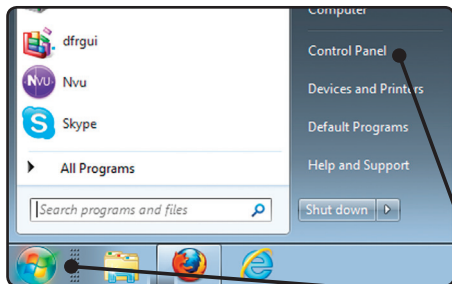 dfrgui
NVU
Nvu
S
Skype
All Programs
Search programs and files
Computer
Control Panel
Devices and Printers
Default Programs
Help and Support
Shut down